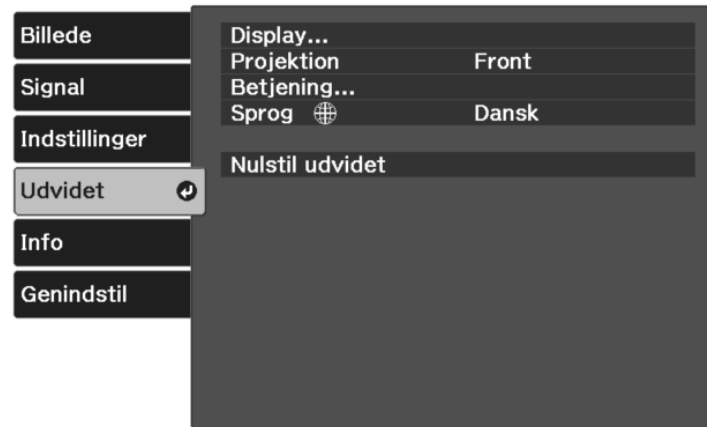 Billede
Signal
Indstillinger
Udvidet
Info
Genindstil
Display...
Projektion Front
Betjening...
Sprog Dansk
Nulstil udvidet